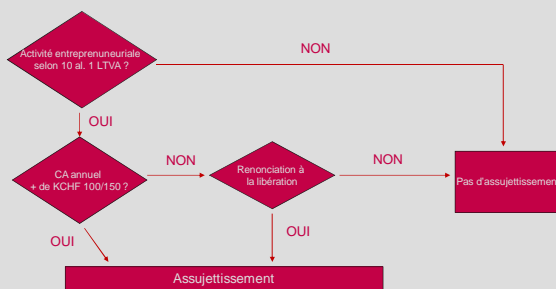 Activité entreprenuneuriale
selon 10 al. 1 LTVA ?
NON
OUI
CA annuel
+ de KCHF 100/150 ?
NON
Renonciation à
la libération
NON
Pas d'assujettissement
OUI
OUI
Assujettissement